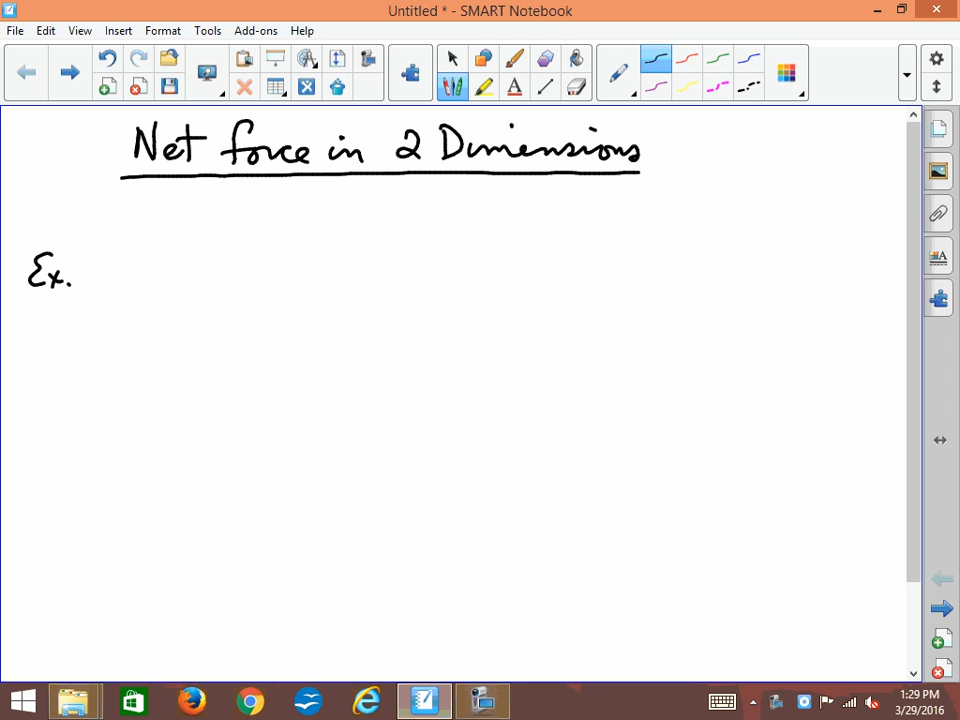 Untitled * - SMART Notebook
File Edit View Insert Format Tools Add-ons Help
Net force in 2 Dimensions
Ex.
1:29 PM
3/29/2016